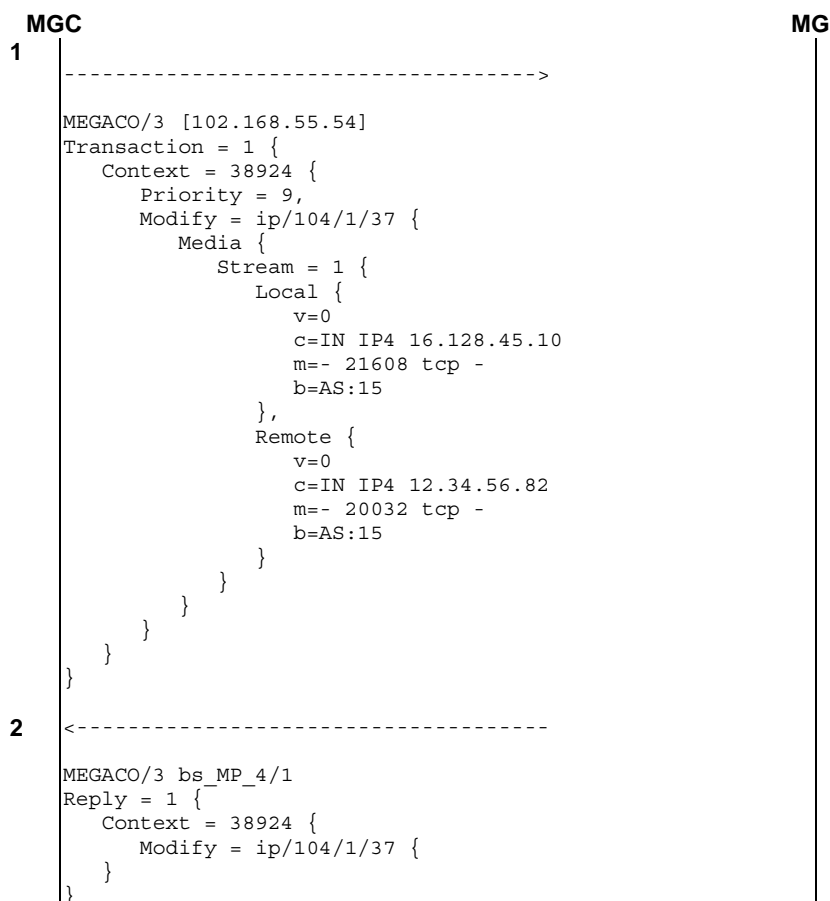 MGC MG
1
------------------------------------->
MEGACO/3 [102.168.55.54]
Transaction = 1 {
   Context = 38924 {
      Priority = 9,
      Modify = ip/104/1/37 {
         Media {
            Stream = 1 {
               Local {
                  v=0
                  c=IN IP4 16.128.45.10
                  m=- 21608 tcp -
                  b=AS:15
               },
               Remote {
                  v=0
                  c=IN IP4 12.34.56.82
                  m=- 20032 tcp -
                  b=AS:15
               }
            }
         }
      }
   }
}
2 <-------------------------------------
MEGACO/3 bs_MP_4/1
Reply = 1 {
   Context = 38924 {
      Modify = ip/104/1/37 {
   }
}